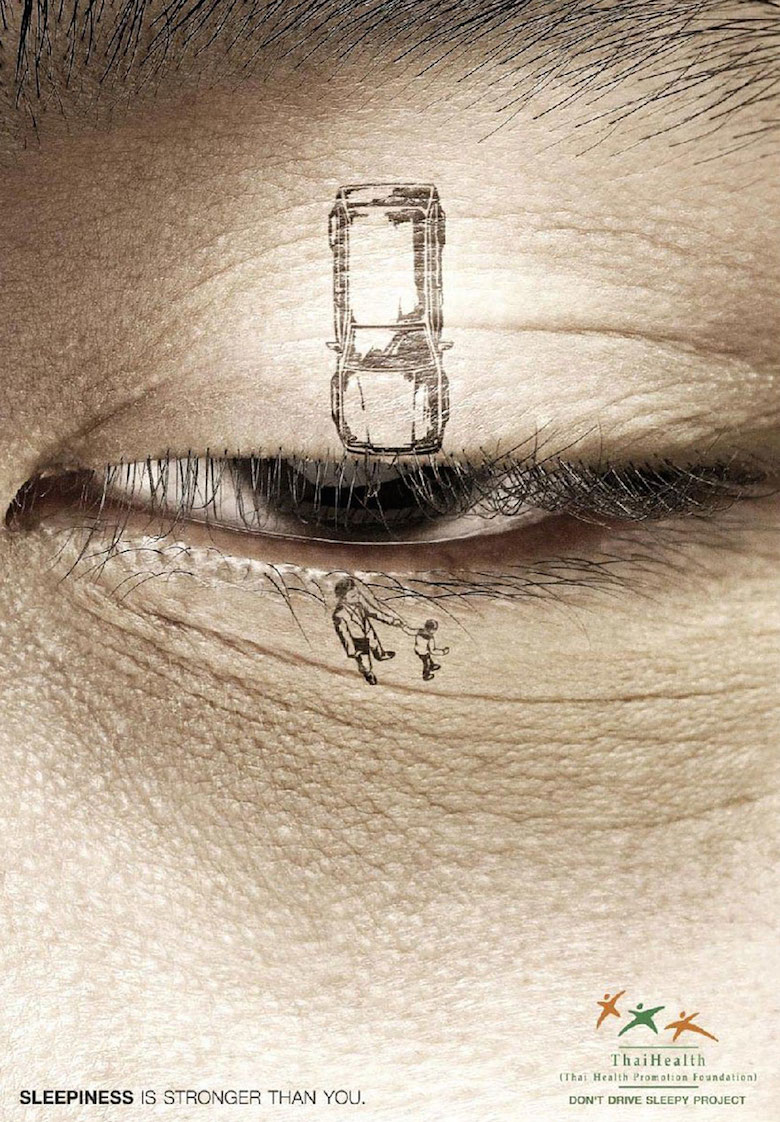 SLEEPINESS IS STRONGER THAN YOU.
ThaiHealth
(Thai Health Promotion Foundation)
DON'T DRIVE SLEEPY PROJECT